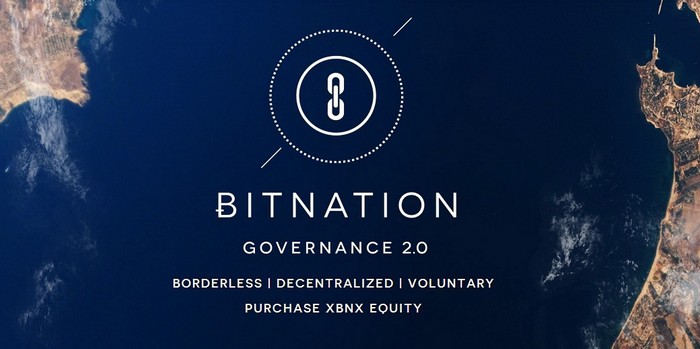 BITNATION
GOVERNANCE 2.0
BORDERLESS | DECENTRALIZED | VOLUNTARY
PURCHASE XBNX EQUITY